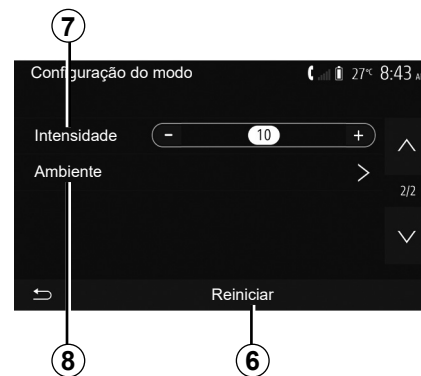 7
Configuração do modo 27°C 8:43
Intensidade - 10 +
Ambiente >
2/2
Reiniciar
8 6